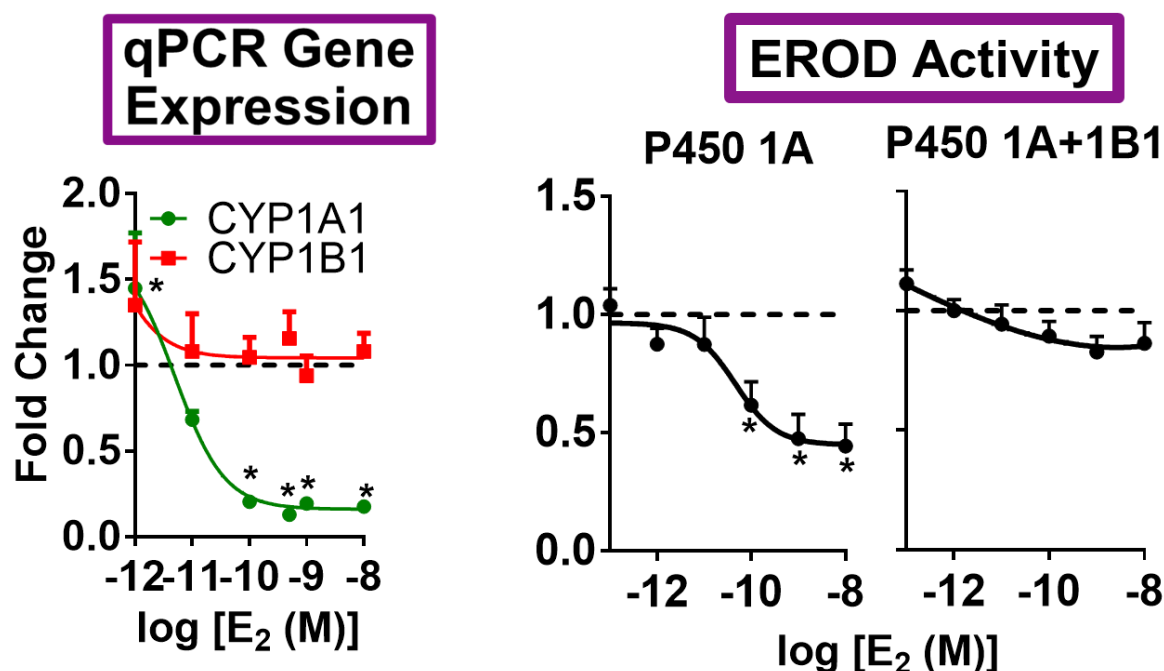 qPCR Gene
Expression
EROD Activity
P450 1A
P450 1A+1B1
CYP1A1
CYP1B1
Fold Change
2.0
1.5
1.0
0.5
0.0
*
*
*
*
*
-12 -11 -10 -9 -8
log [E₂ (M)]
1.5
1.0
0.5
0.0
*
*
*
-12 -10 -8
-12 -10 -8
log [E₂ (M)]